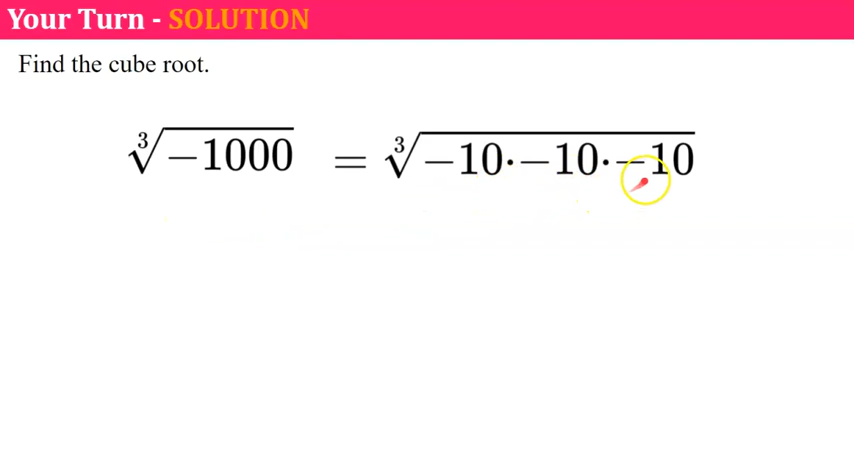 Your Turn - SOLUTION
Find the cube root.
∛(−1000) = ∛(−10·−10·−10)